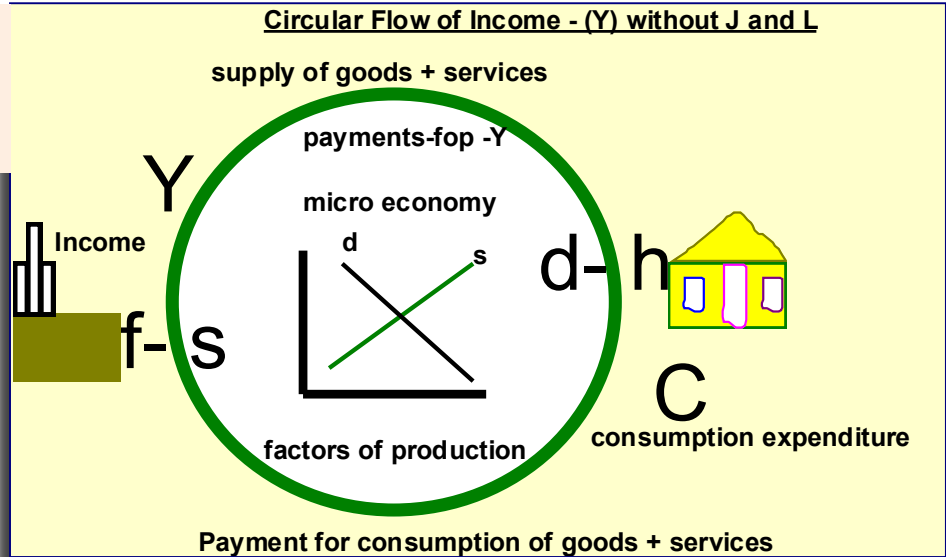 Circular Flow of Income - (Y) without J and L
supply of goods + services
payments-fop -Y
Y
micro economy
Income
d
s
d- h
f- s
C
consumption expenditure
factors of production
Payment for consumption of goods + services